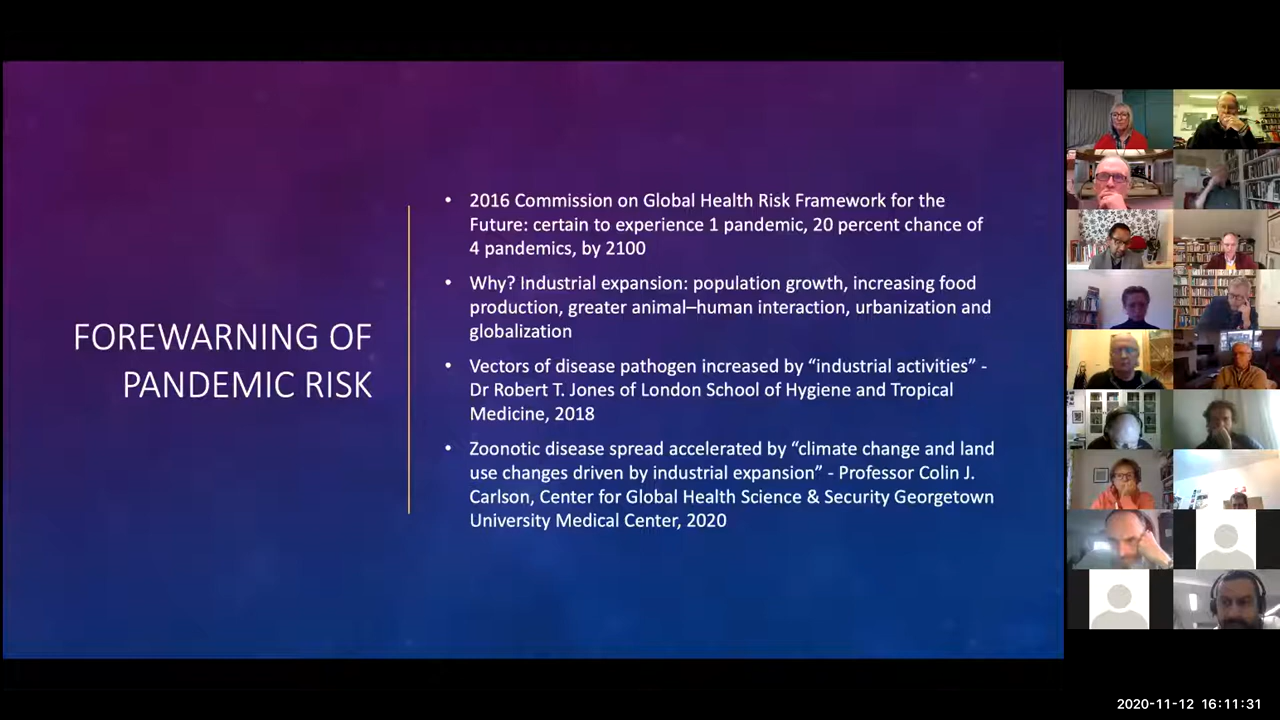 FOREWARNING OF
PANDEMIC RISK
• 2016 Commission on Global Health Risk Framework for the
Future: certain to experience 1 pandemic, 20 percent chance of
4 pandemics, by 2100
• Why? Industrial expansion: population growth, increasing food
production, greater animal–human interaction, urbanization and
globalization
• Vectors of disease pathogen increased by “industrial activities” -
Dr Robert T. Jones of London School of Hygiene and Tropical
Medicine, 2018
• Zoonotic disease spread accelerated by “climate change and land
use changes driven by industrial expansion” - Professor Colin J.
Carlson, Center for Global Health Science & Security Georgetown
University Medical Center, 2020
2020-11-12 16:11:31